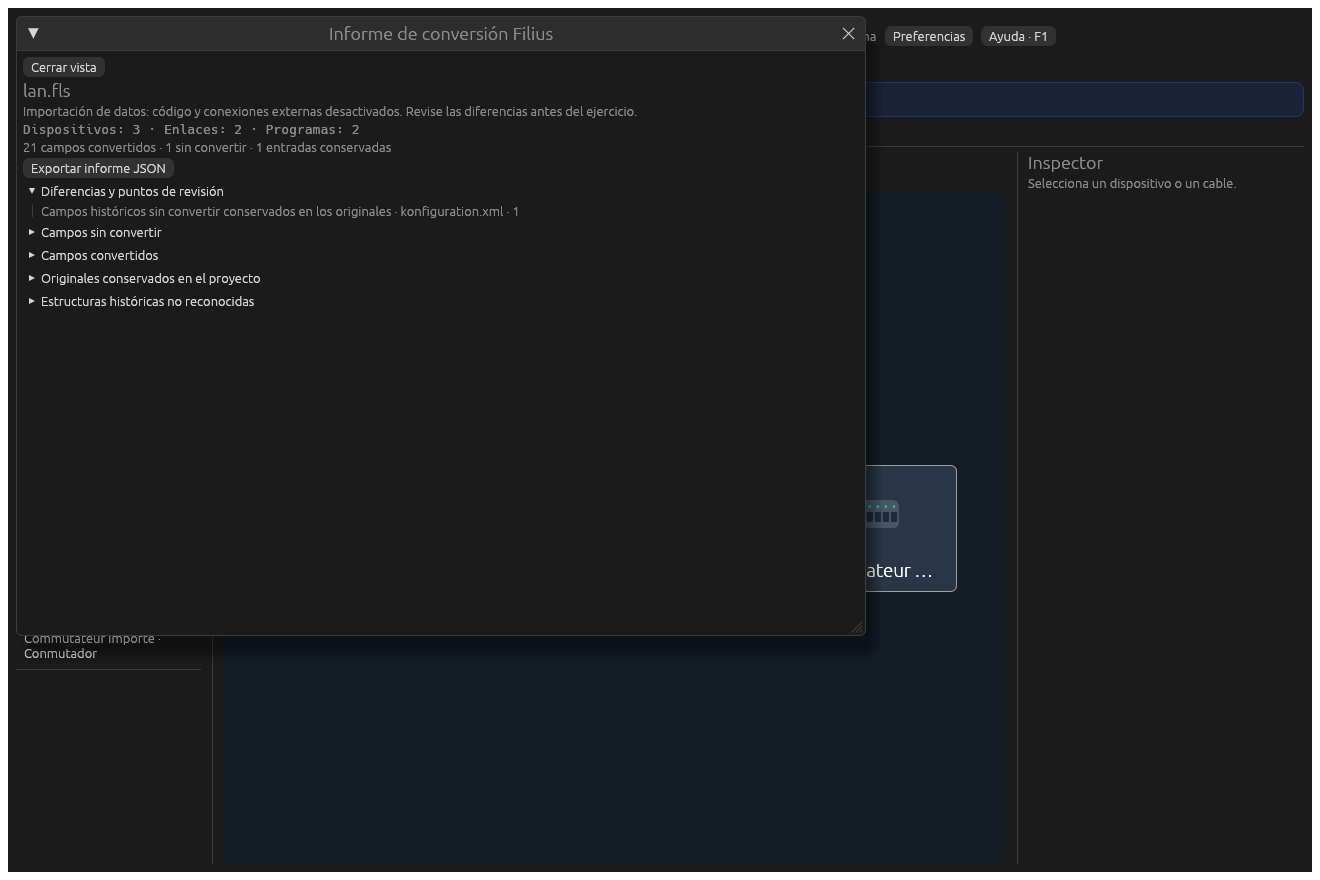 Informe de conversión Filius
Preferencias
Ayuda · F1
Cerrar vista
lan.fls
Importación de datos: código y conexiones externas desactivados. Revise las diferencias antes del ejercicio.
Dispositivos: 3 · Enlaces: 2 · Programas: 2
21 campos convertidos · 1 sin convertir · 1 entradas conservadas
Exportar informe JSON
Diferencias y puntos de revisión
Campos históricos sin convertir conservados en los originales · konfiguration.xml · 1
Campos sin convertir
Campos convertidos
Originales conservados en el proyecto
Estructuras históricas no reconocidas
Inspector
Selecciona un dispositivo o un cable.
ateur ...
Commutateur importé ·
Conmutador